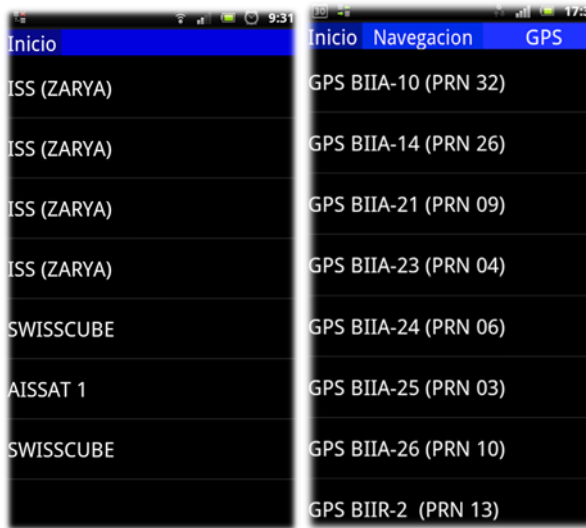 9:31
Inicio
ISS (ZARYA)
ISS (ZARYA)
ISS (ZARYA)
ISS (ZARYA)
SWISSCUBE
AISSAT 1
SWISSCUBE
30
Inicio Navegacion GPS
GPS BIIA-10 (PRN 32)
GPS BIIA-14 (PRN 26)
GPS BIIA-21 (PRN 09)
GPS BIIA-23 (PRN 04)
GPS BIIA-24 (PRN 06)
GPS BIIA-25 (PRN 03)
GPS BIIA-26 (PRN 10)
GPS BIIR-2 (PRN 13)